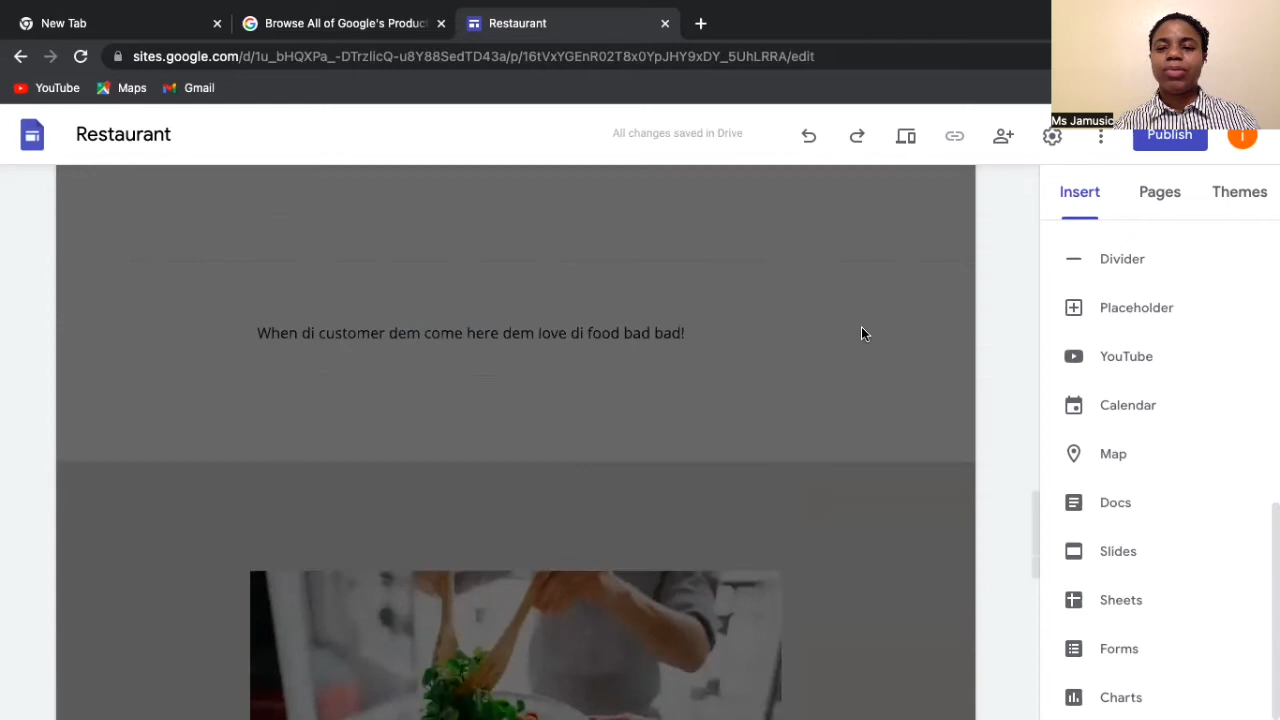 New Tab
Browse All of Google's Produc
Restaurant
sites.google.com/d/1u_bHQXPa_-DTrzlicQ-u8Y88SedTD43a/p/16tVxYGEnR02T8x0YpJHY9xDY_5UhLRRA/edit
YouTube
Maps
Gmail
Ms Jamusic
Restaurant
All changes saved in Drive
Publish
Insert
Pages
Themes
Divider
Placeholder
YouTube
Calendar
Map
Docs
Slides
Sheets
Forms
Charts
When di customer dem come here dem love di food bad bad!